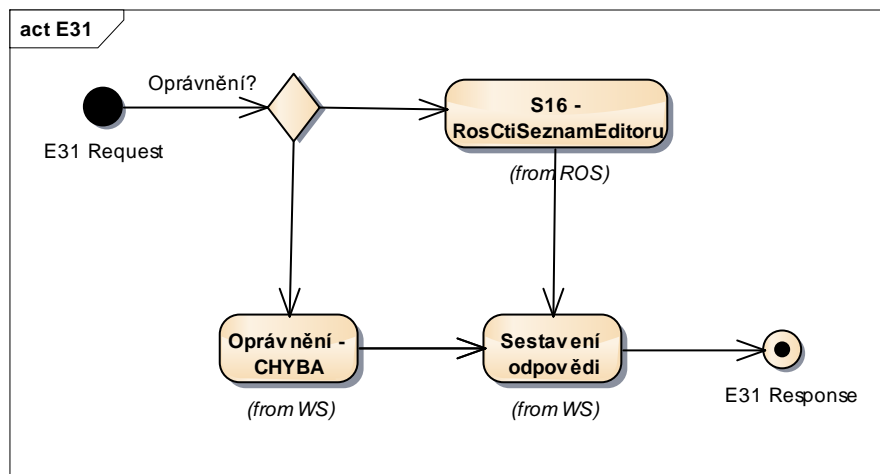 act E31
Oprávnění?
E31 Request
S16 -
RosCtiSeznamEditoru
(from ROS)
Oprávnění -
CHYBA
(from WS)
Sestavení
odpovědi
(from WS)
E31 Response